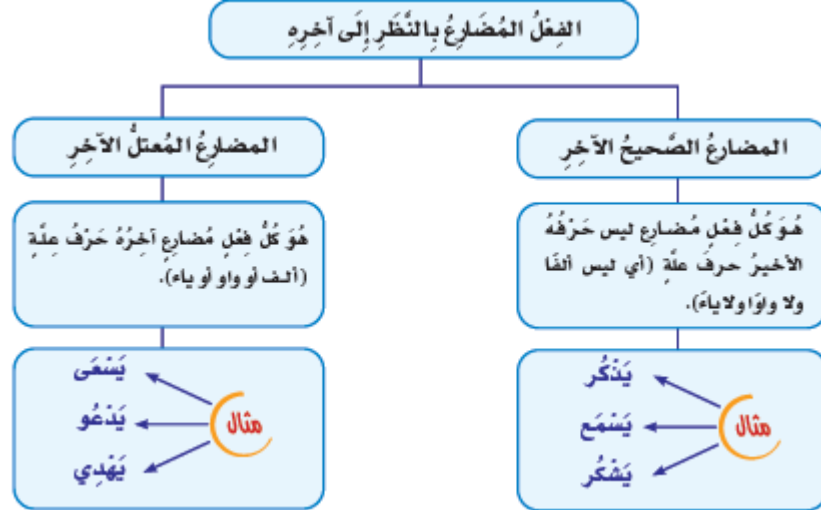 الفِعْلُ المُضَارِعُ بِالنَّظَرِ إِلَى آخِرِهِ
المضارعُ الصَّحيحُ الآخِرِ
هُوَ كُلُّ فِعْلٍ مُضارِع ليس حَرْفُهُ
الأخيرُ حرفَ علَّةٍ (أي ليس ألفًا
ولا واوًا ولا ياءً).
مثال
يَذْكُر
يَسْمَع
يَشْكُر
المضارِعُ المُعتلُّ الآخِرِ
هُوَ كُلُّ فِعْلٍ مُضارِعٍ آخِرُهُ حَرْفُ عِلَّةٍ
(ألف أو واو أو ياء).
مثال
يَسْعَى
يَدْعُو
يَهْدِي